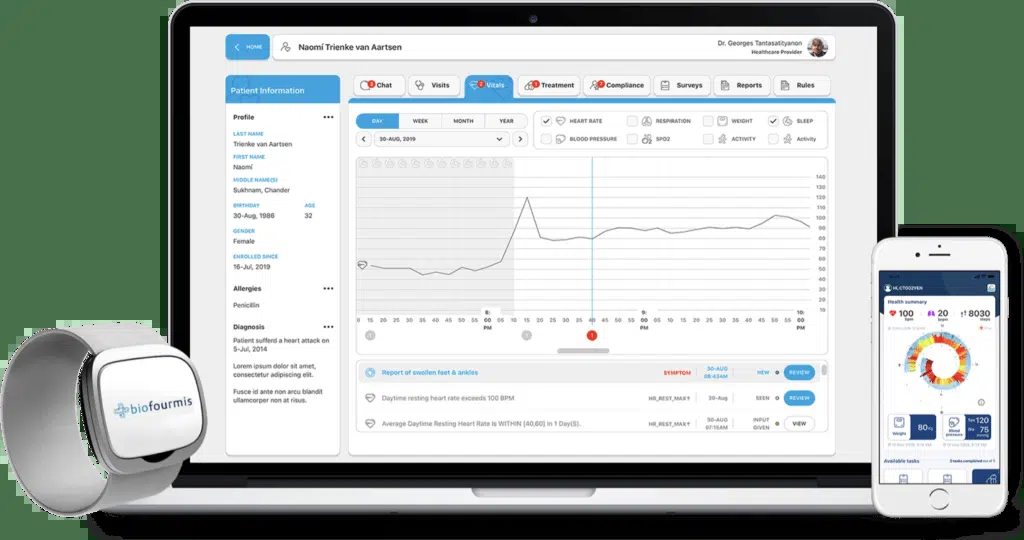 HOME
Naomí Trienke van Aartsen
Dr. Georges Tantasatityanon
Healthcare Provider
Patient Information
Profile
LAST NAME
Trienke van Aartsen
FIRST NAME
Naomí
MIDDLE NAME(S)
Sukhnam, Chander
BIRTHDAY AGE
30-Aug, 1986 32
GENDER
Female
ENROLLED SINCE
16-Jul, 2019
Allergies
Penicillin
Diagnosis
Patient sufferd a heart attack on
5-Jul, 2014
Lorem ipsum dolor sit amet,
consectetur adipiscing elit.
Fusce id ante non arcu blandit
ullamcorper non at risus.
Chat Visits Vitals Treatment Compliance Surveys Reports Rules
DAY WEEK MONTH YEAR
30-AUG, 2019
HEART RATE RESPIRATION WEIGHT SLEEP
BLOOD PRESSURE SPO2 ACTIVITY Activity
140
130
120
110
100
90
80
70
60
50
40
30
20
10
15 20 25 30 35 40 45 50 55 8:00 PM 05 10 15 20 25 30 35 40 45 50 55 9:00 PM 05 10 15 20 25 30 35 40 45 50 55 10:00 PM
Report of swollen feet & ankles SYMPTOM 30-AUG 08:43AM NEW REVIEW
Daytime resting heart rate exceeds 100 BPM HR_REST_MAX↑ 30-Aug SEEN REVIEW
Average Daytime Resting Heart Rate is WITHIN [40,60] in 1 Day(s). HR_REST_MAX↑ 30-AUG 07:15AM INPUT GIVEN VIEW
biofourmis
Health summary
100 20 8030
bpm steps
Weight 80
Blood pressure 120
75
Available tasks